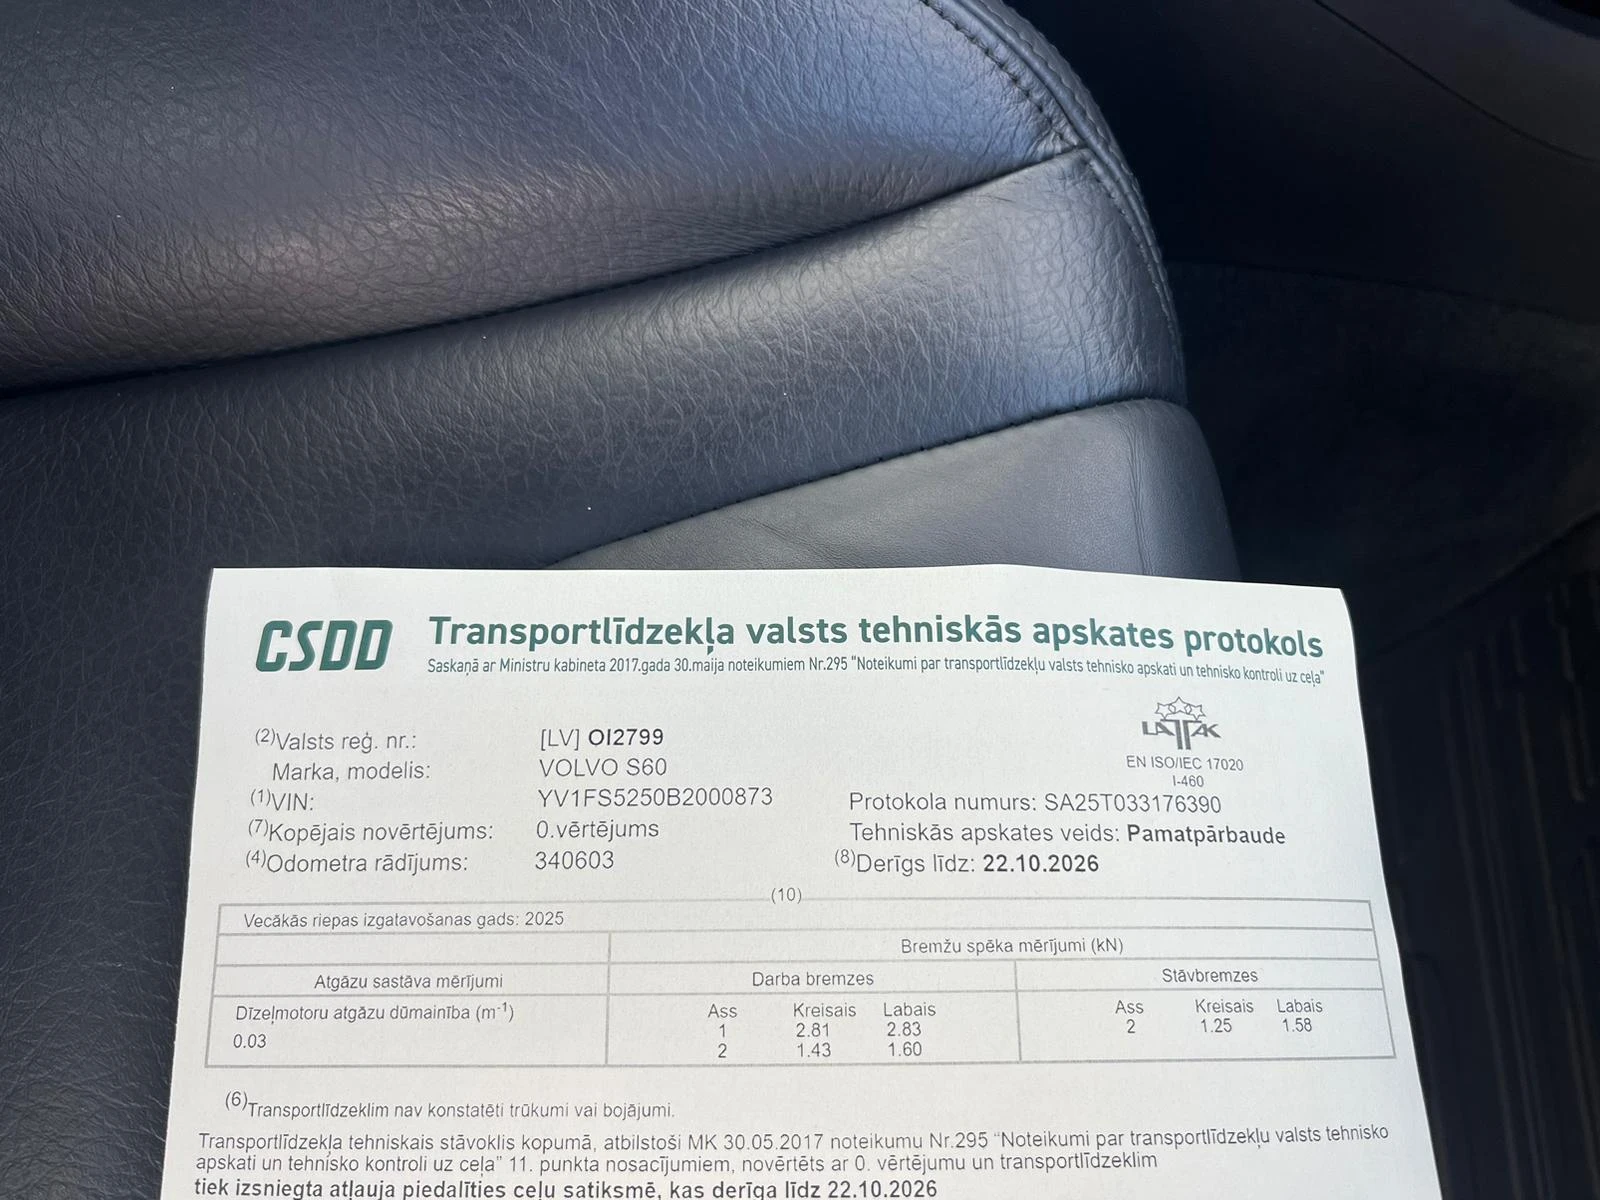 CSDD
Transportlīdzekļa valsts tehniskās apskates protokols
Saskaņā ar Ministru kabineta 2017.gada 30.maija noteikumiem Nr.295 "Noteikumi par transportlīdzekļu valsts tehnisko apskati un tehnisko kontroli uz ceļa"
LATAK
EN ISO/IEC 17020
I-460
(2)Valsts reģ. nr.: [LV] OI2799
Marka, modelis: VOLVO S60
(1)VIN: YV1FS5250B2000873
Protokola numurs: SA25T033176390
(7)Kopējais novērtējums: 0.vērtējums
Tehniskās apskates veids: Pamatpārbaude
(4)Odometra rādījums: 340603
(8)Derīgs līdz: 22.10.2026
(10)
Vecākās riepas izgatavošanas gads: 2025
Bremžu spēka mērījumi (kN)
Atgāzu sastāva mērījumi Darba bremzes Stāvbremzes
Dīzeļmotoru atgāzu dūmainība (m-1) Ass Kreisais Labais Ass Kreisais Labais
0.03 1 2.81 2.83 2 1.25 1.58
2 1.43 1.60
(6)Transportlīdzeklim nav konstatēti trūkumi vai bojājumi.
Transportlīdzekļa tehniskais stāvoklis kopumā, atbilstoši MK 30.05.2017 noteikumu Nr.295 "Noteikumi par transportlīdzekļu valsts tehnisko
apskati un tehnisko kontroli uz ceļa" 11. punkta nosacījumiem, novērtēts ar 0. vērtējumu un transportlīdzeklim
tiek izsniegta atļauja piedalīties ceļu satiksmē, kas derīga līdz 22.10.2026